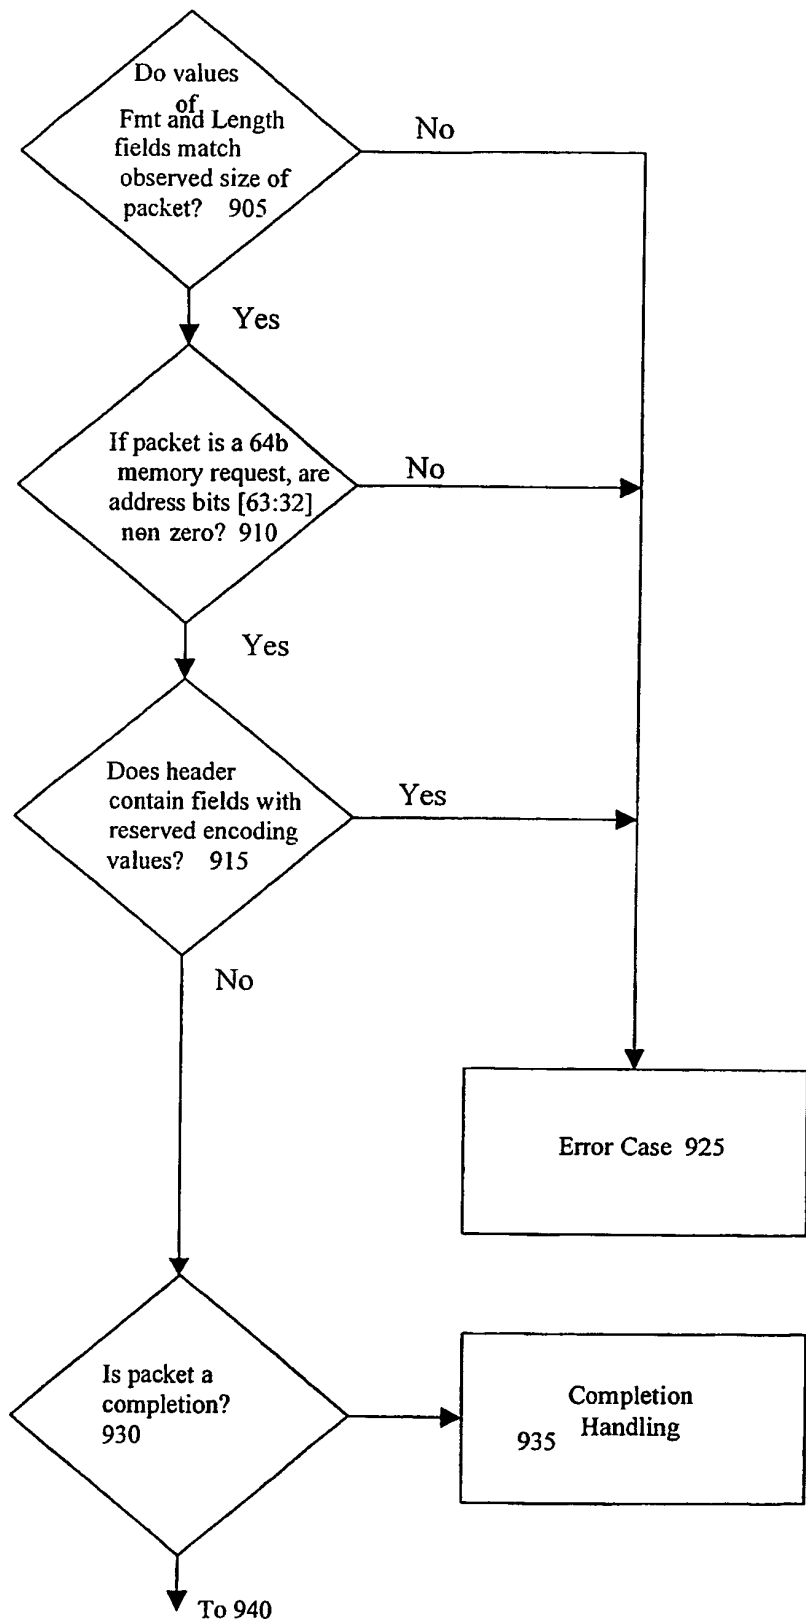 Do values
of
Fmt and Length
fields match
observed size of
packet? 905
No
Yes
If packet is a 64b
memory request, are
address bits [63:32]
non zero? 910
No
Yes
Does header
contain fields with
reserved encoding
values? 915
Yes
No
Error Case 925
Is packet a
completion?
930
Completion
Handling
935
To 940